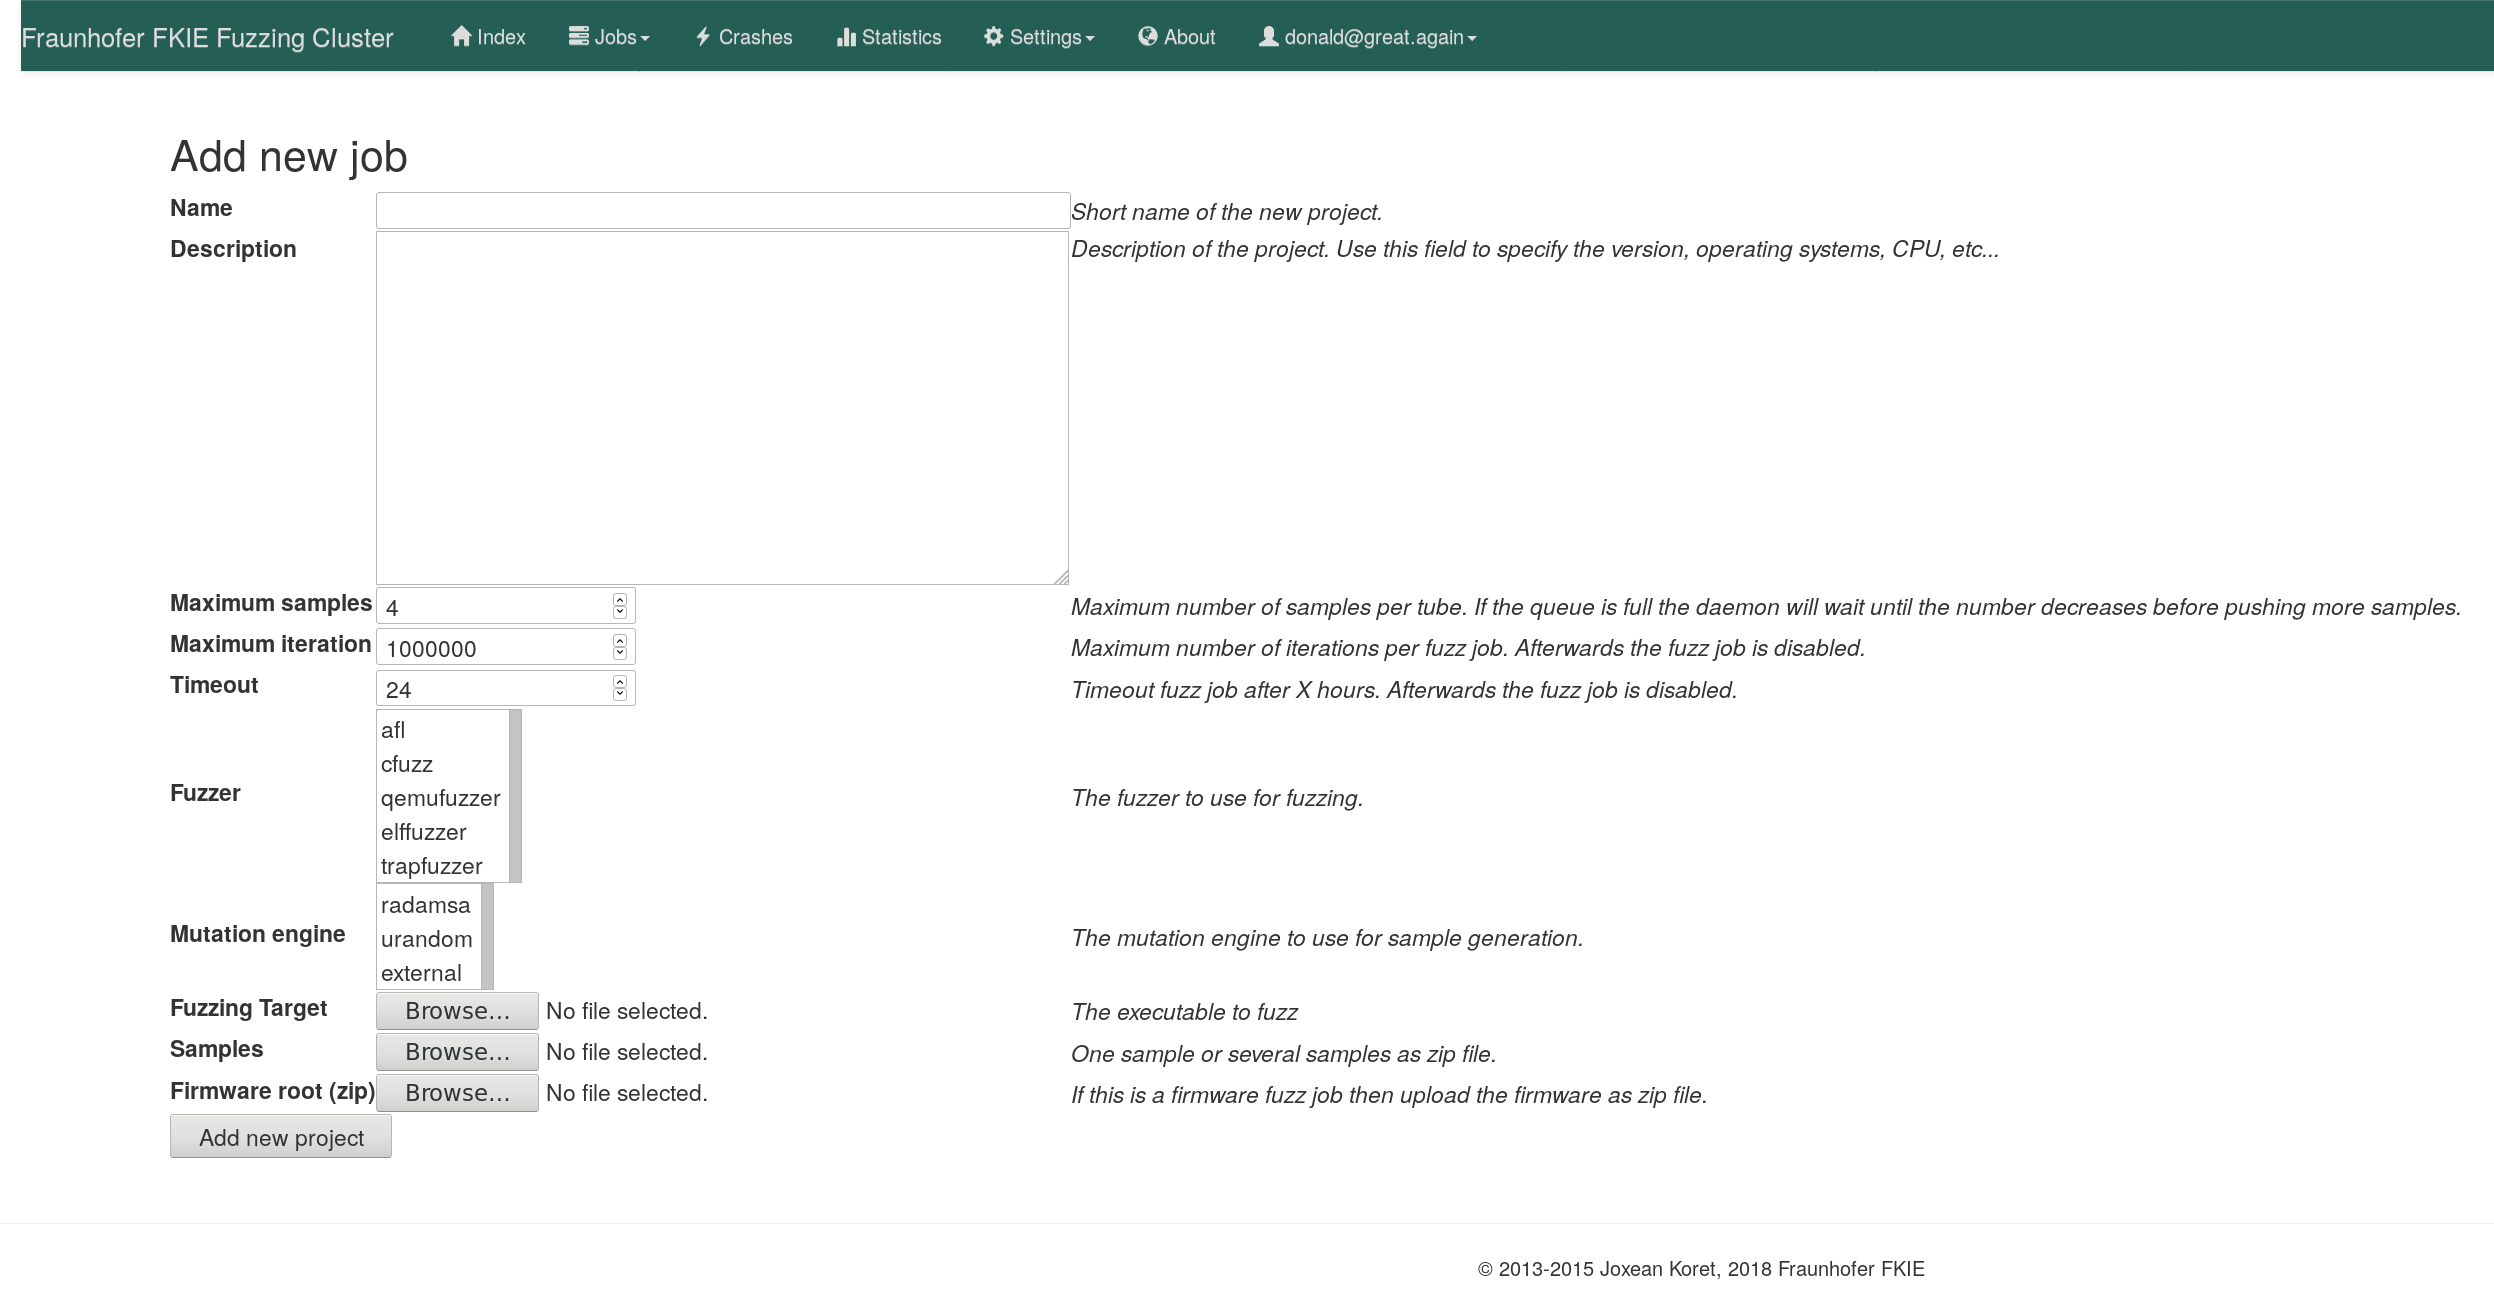 Fraunhofer FKIE Fuzzing Cluster Index Jobs Crashes Statistics Settings About donald@great.again
Add new job
Name Short name of the new project.
Description Description of the project. Use this field to specify the version, operating systems, CPU, etc...
Maximum samples 4 Maximum number of samples per tube. If the queue is full the daemon will wait until the number decreases before pushing more samples.
Maximum iteration 1000000 Maximum number of iterations per fuzz job. Afterwards the fuzz job is disabled.
Timeout 24 Timeout fuzz job after X hours. Afterwards the fuzz job is disabled.
afl
cfuzz
Fuzzer qemufuzzer The fuzzer to use for fuzzing.
elffuzzer
trapfuzzer
radamsa
Mutation engine urandom The mutation engine to use for sample generation.
external
Fuzzing Target Browse... No file selected. The executable to fuzz
Samples Browse... No file selected. One sample or several samples as zip file.
Firmware root (zip) Browse... No file selected. If this is a firmware fuzz job then upload the firmware as zip file.
Add new project
© 2013-2015 Joxean Koret, 2018 Fraunhofer FKIE